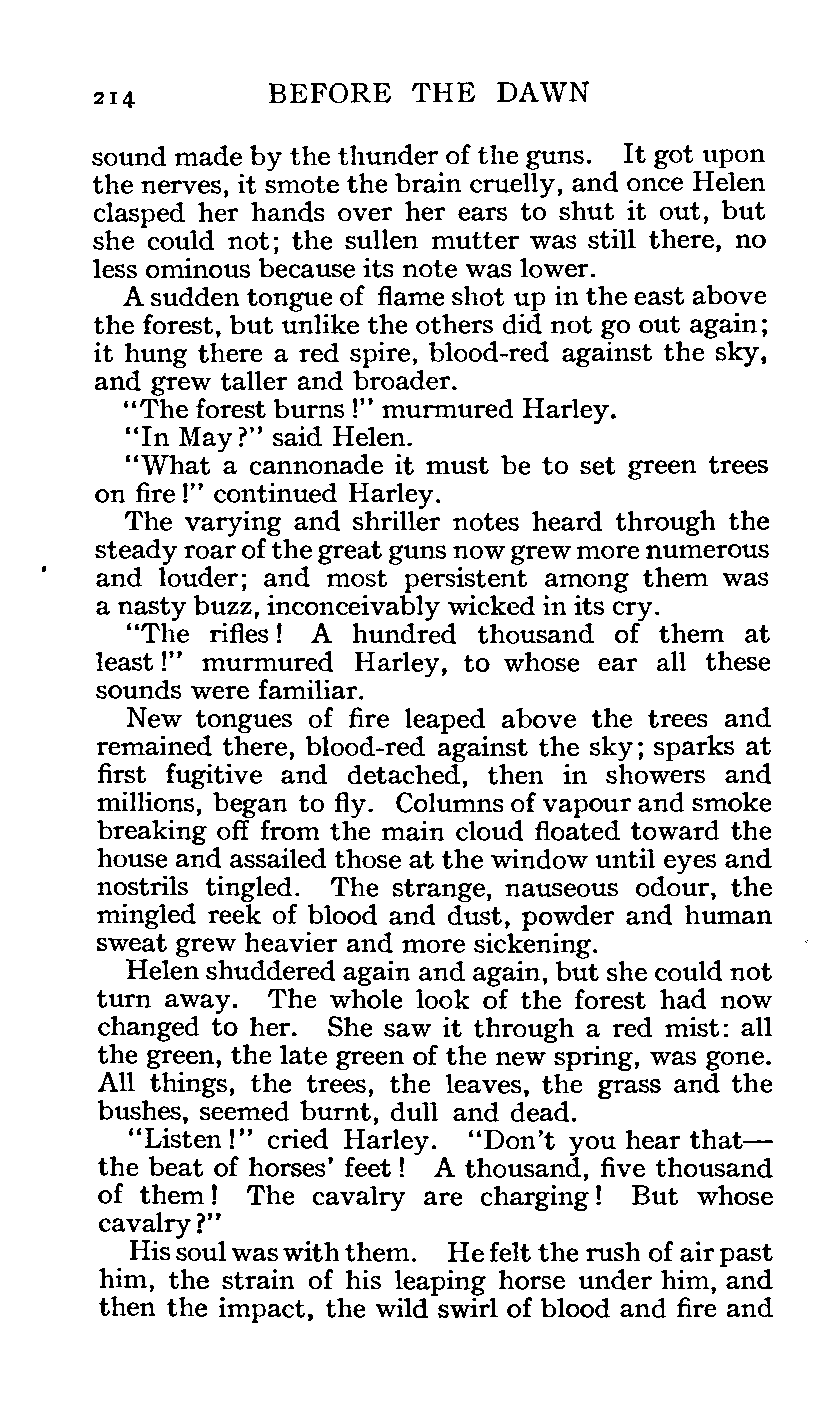 214 BEFORE THE DAWN
sound made by the thunder of the guns. It got upon
the nerves, it smote the brain cruelly, and once Helen
clasped her hands over her ears to shut it out, but
she could not; the sullen mutter was still there, no
less ominous because its note was lower.
A sudden tongue of flame shot up in the east above
the forest, but unlike the others did not go out again;
it hung there a red spire, blood-red against the sky,
and grew taller and broader.
"The forest burns!" murmured Harley.
"In May?" said Helen.
"What a cannonade it must be to set green trees
on fire!" continued Harley.
The varying and shriller notes heard through the
steady roar of the great guns now grew more numerous
and louder; and most persistent among them was
a nasty buzz, inconceivably wicked in its cry.
"The rifles! A hundred thousand of them at
least!" murmured Harley, to whose ear all these
sounds were familiar.
New tongues of fire leaped above the trees and
remained there, blood-red against the sky; sparks at
first fugitive and detached, then in showers and
millions, began to fly. Columns of vapour and smoke
breaking off from the main cloud floated toward the
house and assailed those at the window until eyes and
nostrils tingled. The strange, nauseous odour, the
mingled reek of blood and dust, powder and human
sweat grew heavier and more sickening.
Helen shuddered again and again, but she could not
turn away. The whole look of the forest had now
changed to her. She saw it through a red mist: all
the green, the late green of the new spring, was gone.
All things, the trees, the leaves, the grass and the
bushes, seemed burnt, dull and dead.
"Listen!" cried Harley. "Don't you hear that—
the beat of horses' feet! A thousand, five thousand
of them! The cavalry are charging! But whose
cavalry?"
His soul was with them. He felt the rush of air past
him, the strain of his leaping horse under him, and
then the impact, the wild swirl of blood and fire and